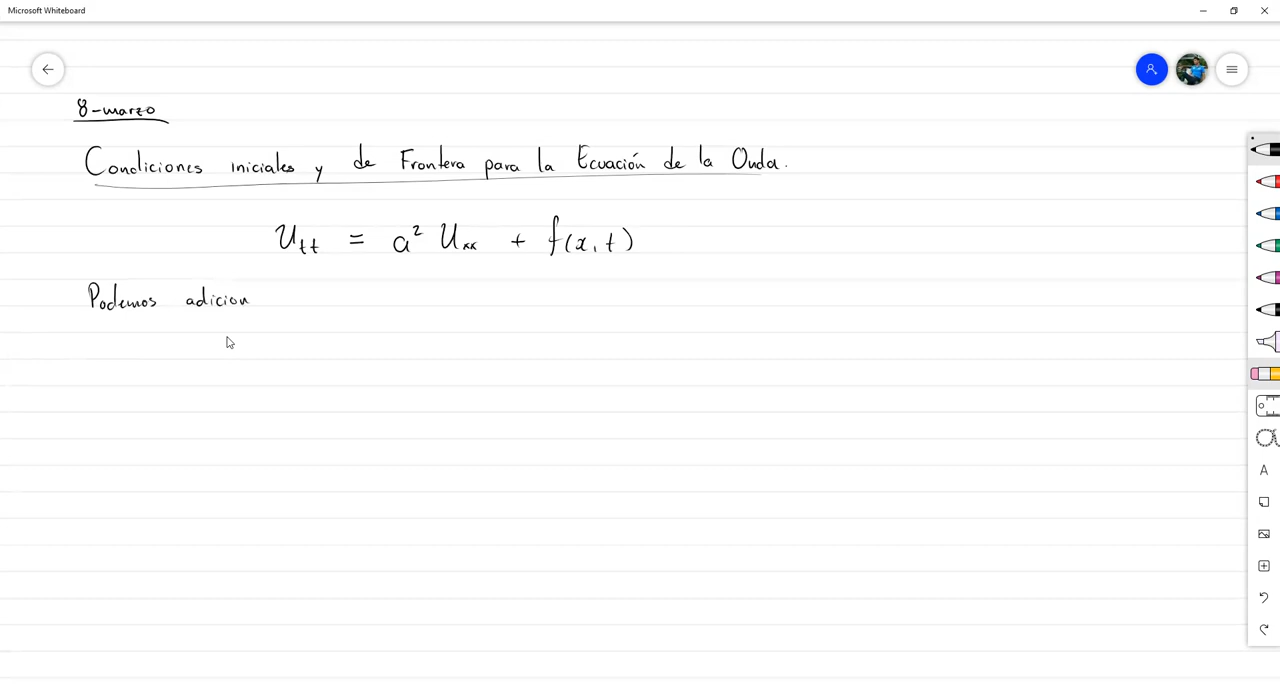 Microsoft Whiteboard
8-marzo
Condiciones iniciales y de Frontera para la Ecuación de la Onda.
Utt = a² Uxx + f(x,t)
Podemos adicion
A